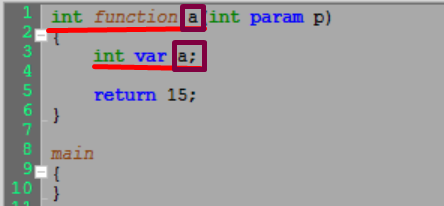 1 int function a(int param p)
2 {
3 int var a;
4
5 return 15;
6 }
7
8 main
9 {
10 }